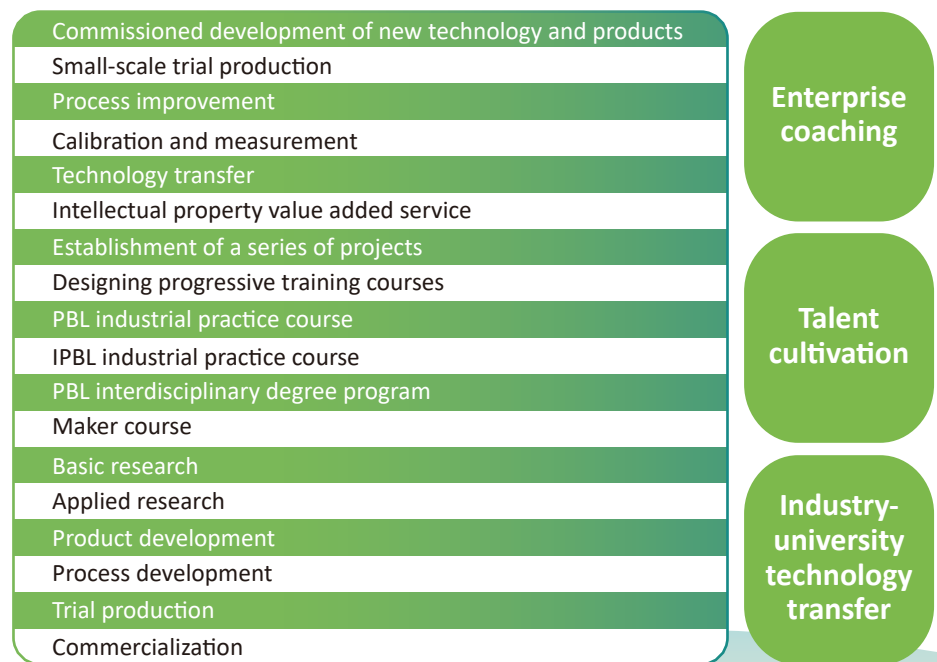 Commissioned development of new technology and products
Small-scale trial production
Process improvement
Calibration and measurement
Technology transfer
Intellectual property value added service
Establishment of a series of projects
Designing progressive training courses
PBL industrial practice course
IPBL industrial practice course
PBL interdisciplinary degree program
Maker course
Basic research
Applied research
Product development
Process development
Trial production
Commercialization
Enterprise
coaching
Talent
cultivation
Industry-
university
technology
transfer